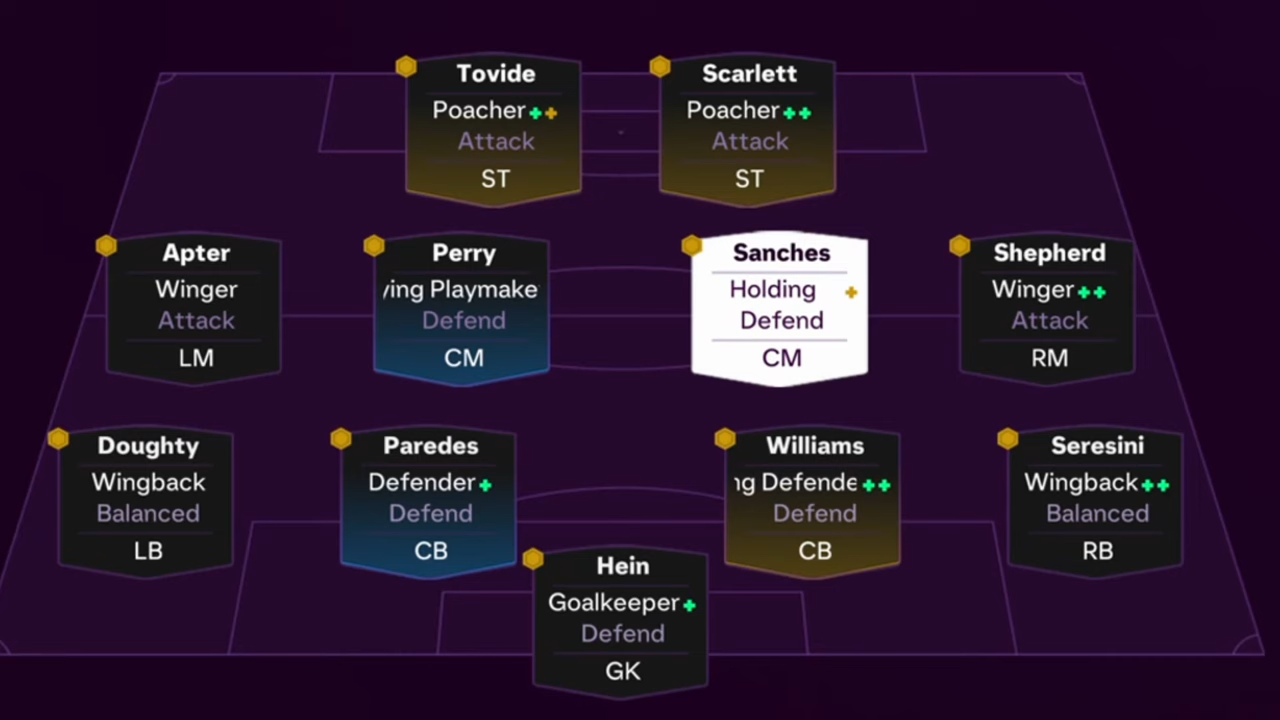 Tovide
Poacher
Attack
ST
Scarlett
Poacher
Attack
ST
Apter
Winger
Attack
LM
Perry
ying Playmake
Defend
CM
Sanches
Holding
Defend
CM
Shepherd
Winger
Attack
RM
Doughty
Wingback
Balanced
LB
Paredes
Defender
Defend
CB
Williams
ng Defende
Defend
CB
Seresini
Wingback
Balanced
RB
Hein
Goalkeeper
Defend
GK